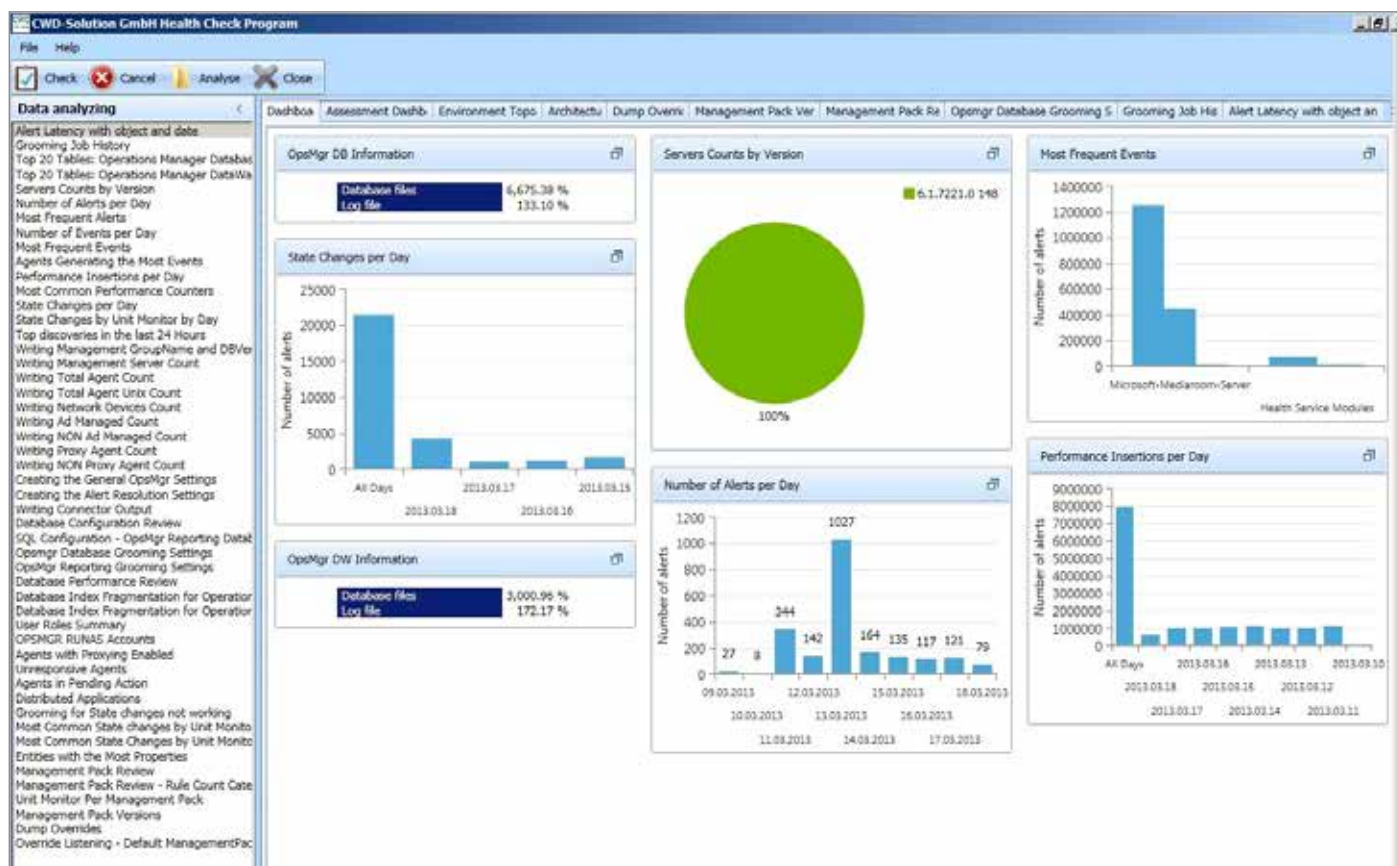 CWD-Solution GmbH Health Check Program
File Help
Check Cancel Analyse Close
Data analyzing
Alert Latency with object and date
Grooming Job History
Top 20 Tables: Operations Manager Databas
Top 20 Tables: Operations Manager DataWa
Servers Counts by Version
Number of Alerts per Day
Most Frequent Alerts
Number of Events per Day
Most Frequent Events
Agents Generating the Most Events
Performance Insertions per Day
Most Common Performance Counters
State Changes per Day
State Changes by Unit Monitor by Day
Top discoveries in the last 24 Hours
Writing Management GroupName and DBVer
Writing Management Server Count
Writing Total Agent Count
Writing Total Agent Unix Count
Writing Network Devices Count
Writing Ad Managed Count
Writing NON Ad Managed Count
Writing Proxy Agent Count
Writing NON Proxy Agent Count
Creating the General OpsMgr Settings
Creating the Alert Resolution Settings
Writing Connector Output
Database Configuration Review
SQL Configuration - OpsMgr Reporting Datab
Opsmgr Database Grooming Settings
OpsMgr Reporting Grooming Settings
Database Performance Review
Database Index Fragmentation for Operation
Database Index Fragmentation for Operation
User Roles Summary
OPSMGR RUNAS Accounts
Agents with Proxying Enabled
Unresponsive Agents
Agents in Pending Action
Distributed Applications
Grooming for State changes not working
Most Common State changes by Unit Monito
Most Common State Changes by Unit Monitc
Entities with the Most Properties
Management Pack Review
Management Pack Review - Rule Count Cate
Unit Monitor Per Management Pack
Management Pack Versions
Dump Overrides
Override Listening - Default ManagementPac
Dashboa Assessment Dashb Environment Topo Architectu Dump Overri Management Pack Ver Management Pack Re Opsmgr Database Grooming S Grooming Job His Alert Latency with object an
OpsMgr DB Information
Database files 6,675.38 %
Log file 133.10 %
State Changes per Day
Number of alerts
25000
20000
15000
10000
5000
0
All Days 2013.03.17 2013.03.15
2013.03.18 2013.03.16
OpsMgr DW Information
Database files 3,000.96 %
Log file 172.17 %
Servers Counts by Version
6.1.7221.0 148
100%
Number of Alerts per Day
Number of alerts
1200
1000
800
600
400
200
0
27 8 344 142 1027 164 135 117 121 79
09.03.2013 12.03.2013 15.03.2013 18.03.2013
10.03.2013 13.03.2013 16.03.2013
11.03.2013 14.03.2013 17.03.2013
Most Frequent Events
Number of alerts
1400000
1200000
1000000
800000
600000
400000
200000
0
Microsoft-Mediaroom-Server
Health Service Modules
Performance Insertions per Day
Number of alerts
9000000
8000000
7000000
6000000
5000000
4000000
3000000
2000000
1000000
0
All Days 2013.03.16 2013.03.13 2013.03.10
2013.03.18 2013.03.15 2013.03.12
2013.03.17 2013.03.14 2013.03.11